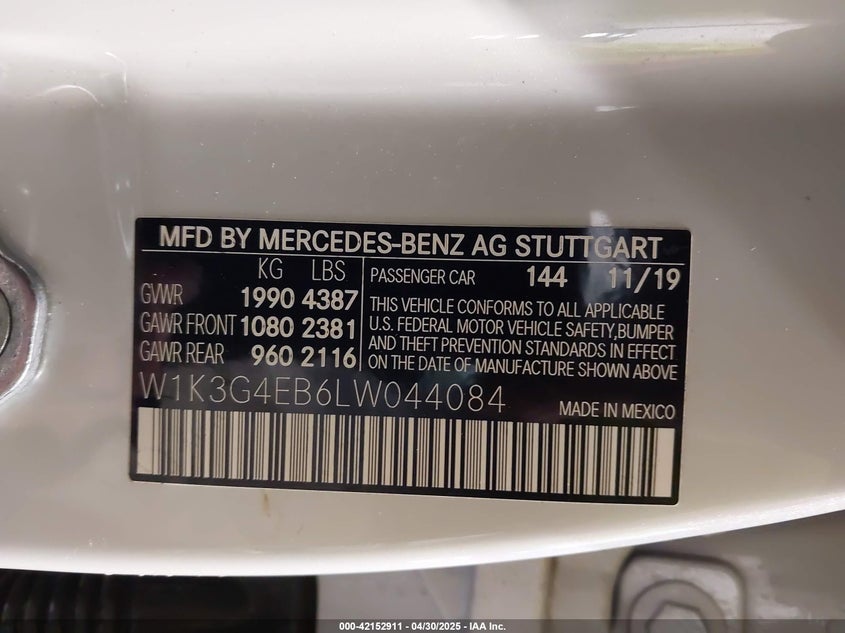 MFD BY MERCEDES-BENZ AG STUTTGART
KG LBS
GVWR 1990 4387
GAWR FRONT 1080 2381
GAWR REAR 960 2116
PASSENGER CAR 144 11/19
THIS VEHICLE CONFORMS TO ALL APPLICABLE
U.S. FEDERAL MOTOR VEHICLE SAFETY,BUMPER
AND THEFT PREVENTION STANDARDS IN EFFECT
ON THE DATE OF MANUFACTURE SHOWN ABOVE
W1K3G4EB6LW044084
MADE IN MEXICO
000-42152911 - 04/30/2025 - IAA Inc.